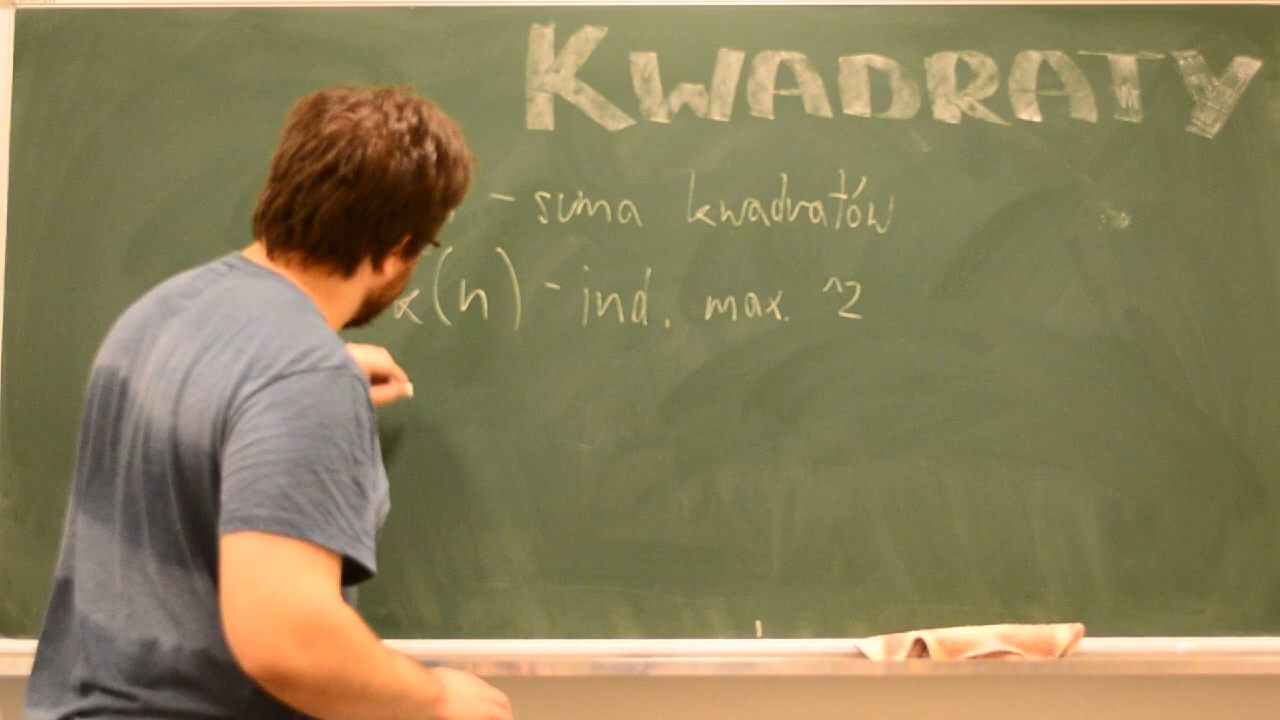 KWADRATY
- suma kwadratów
α(n) - ind. max. ^2